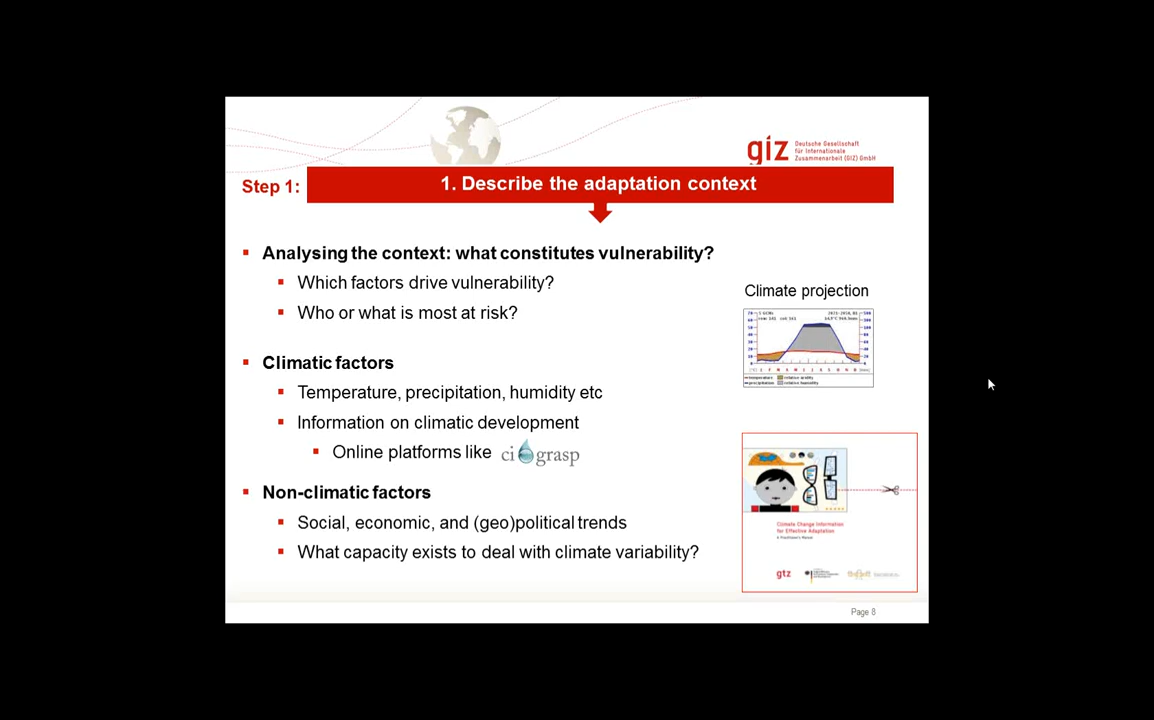 giz Deutsche Gesellschaft
für Internationale
Zusammenarbeit (GIZ) GmbH
Step 1:
1. Describe the adaptation context
Analysing the context: what constitutes vulnerability?
Which factors drive vulnerability?
Who or what is most at risk?
Climatic factors
Temperature, precipitation, humidity etc
Information on climatic development
Online platforms like ci grasp
Non-climatic factors
Social, economic, and (geo)political trends
What capacity exists to deal with climate variability?
Climate projection
Climate Change Information
for Effective Adaptation
A Practitioner's Manual
gtz
Page 8